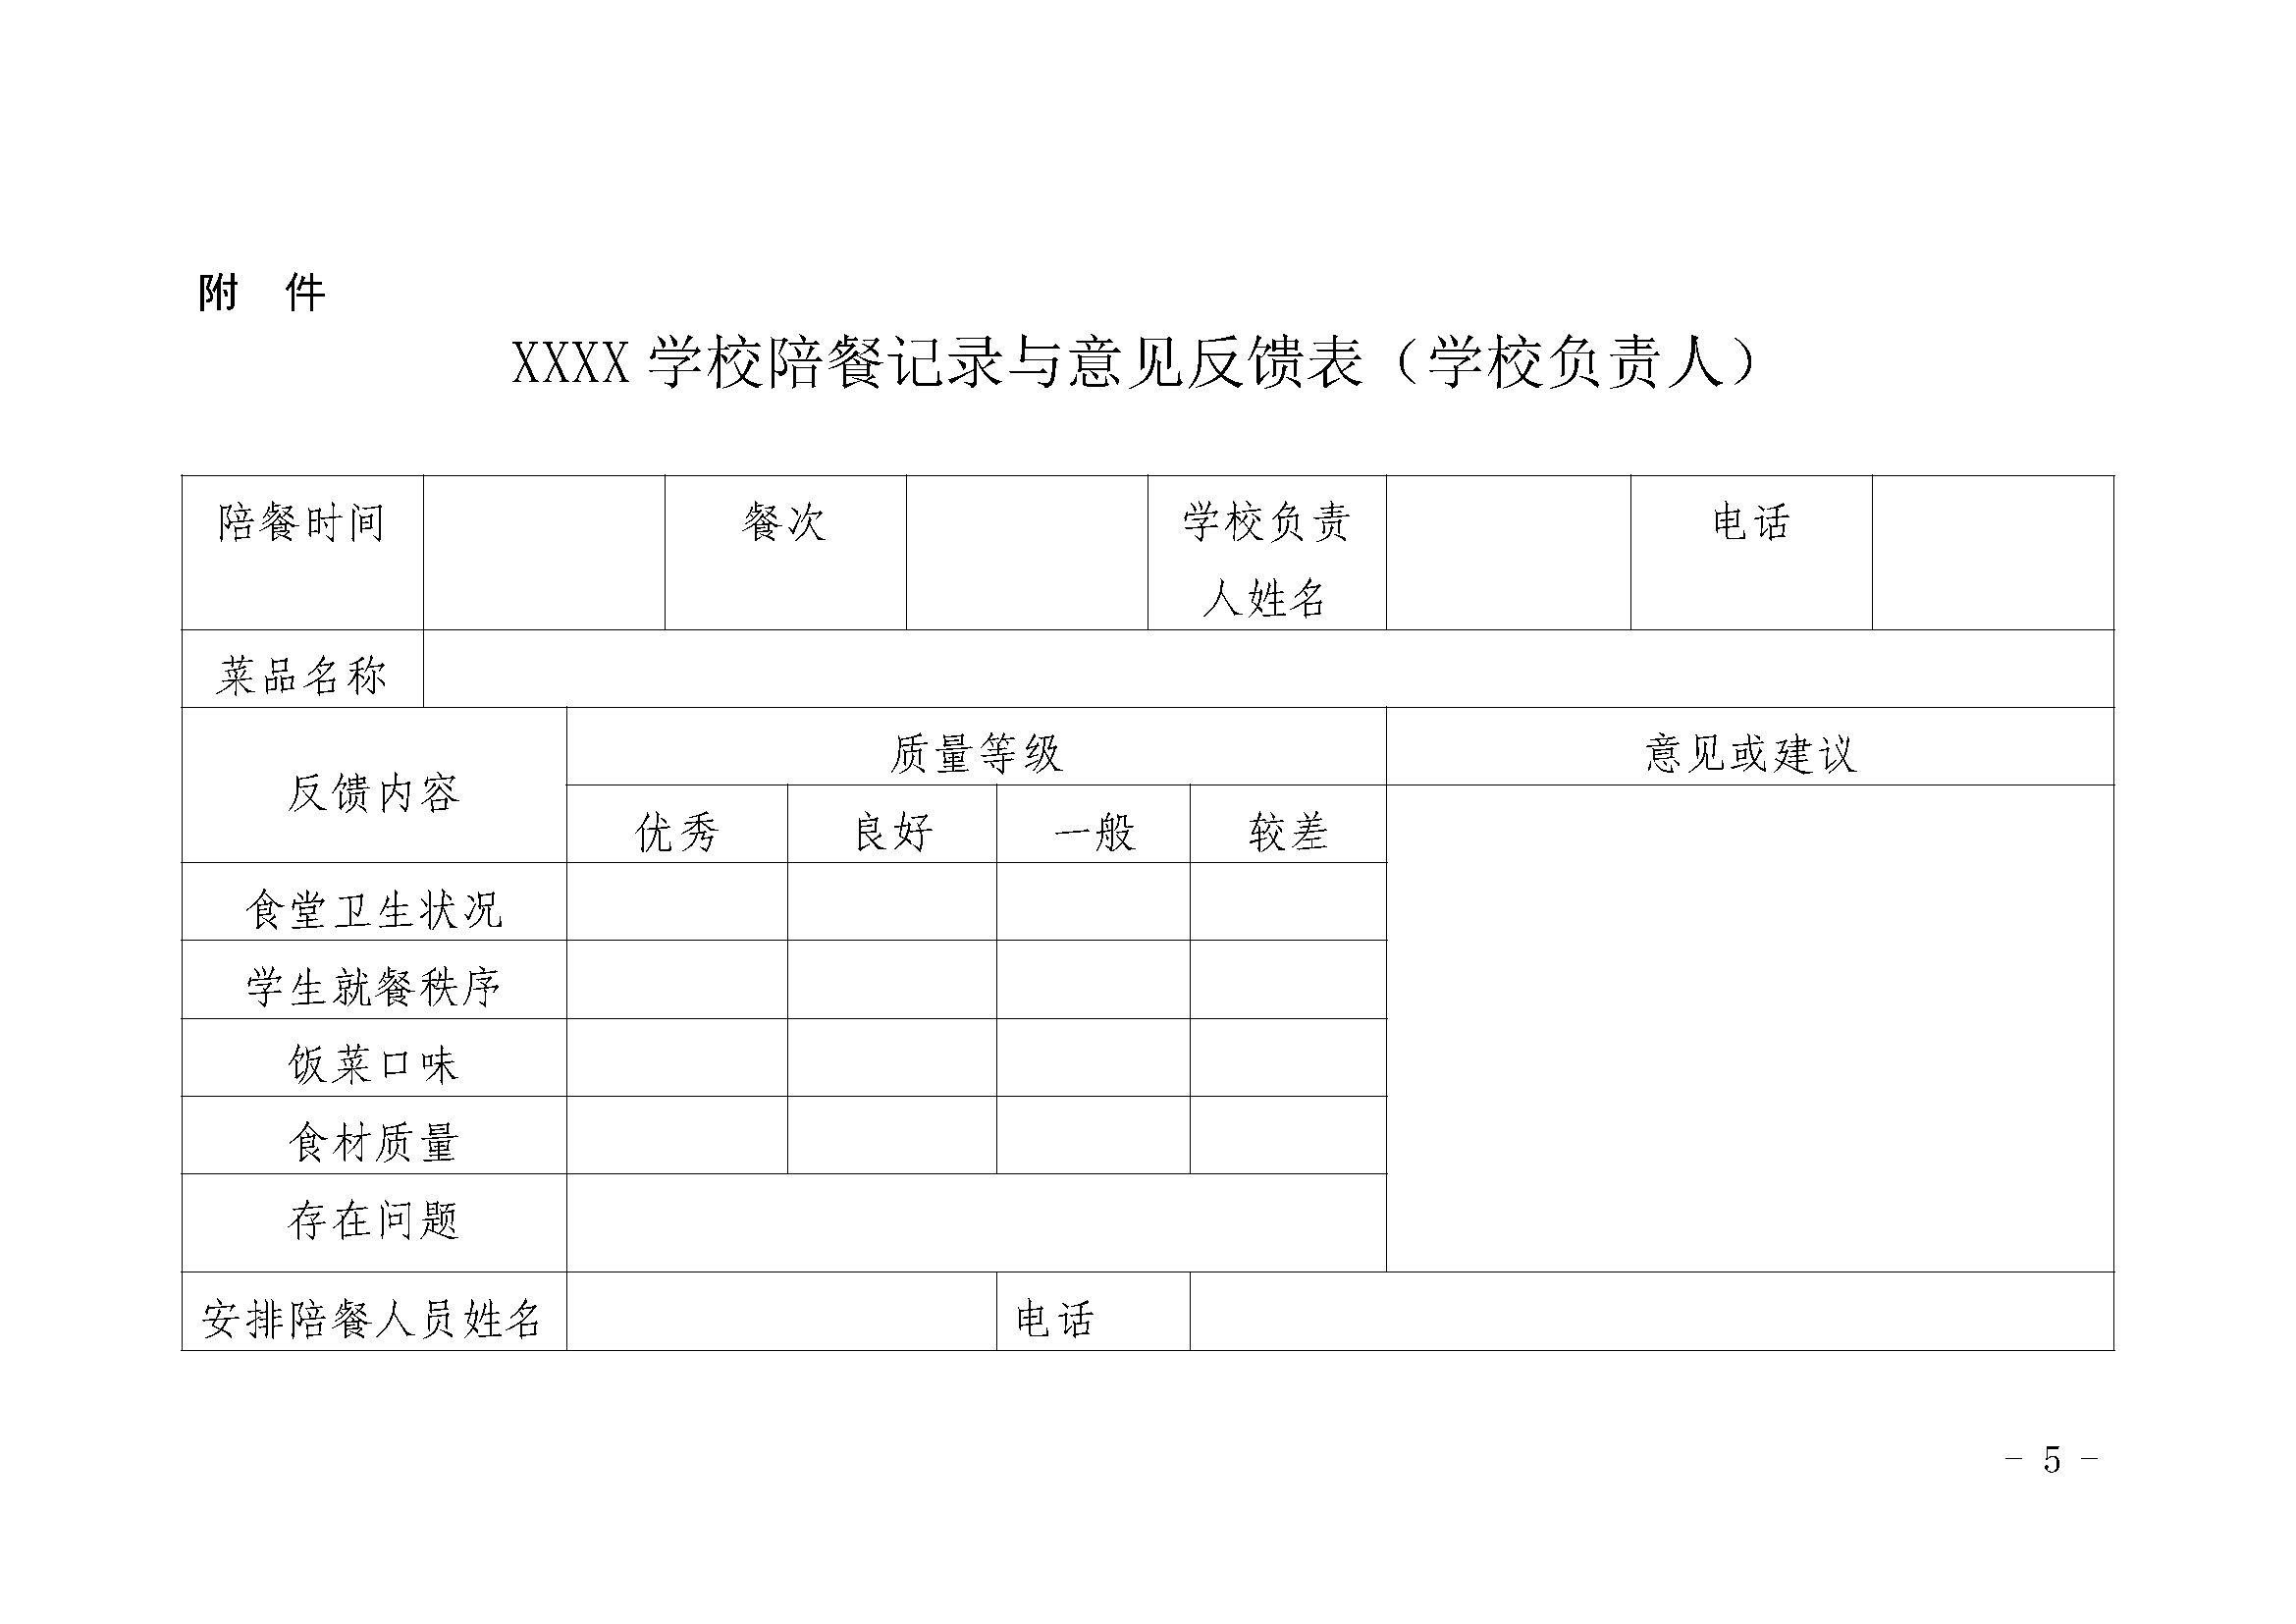 附　件
XXXX 学校陪餐记录与意见反馈表（学校负责人）
陪餐时间 餐次 学校负责 电话
人姓名
菜品名称
质量等级 意见或建议
反馈内容
优秀 良好 一般 较差
食堂卫生状况
学生就餐秩序
饭菜口味
食材质量
存在问题
安排陪餐人员姓名 电话
- 5 -